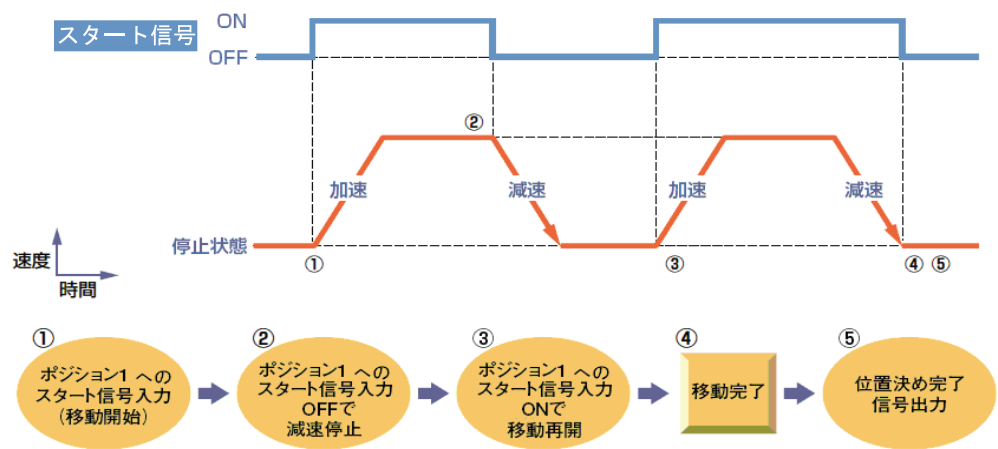 スタート信号
ON
OFF
②
加速
減速
加速
減速
停止状態
①
③
④ ⑤
速度
時間
①
ポジション1 への
スタート信号入力
(移動開始)
②
ポジション1 への
スタート信号入力
OFFで
減速停止
③
ポジション1 への
スタート信号入力
ONで
移動再開
④
移動完了
⑤
位置決め完了
信号出力